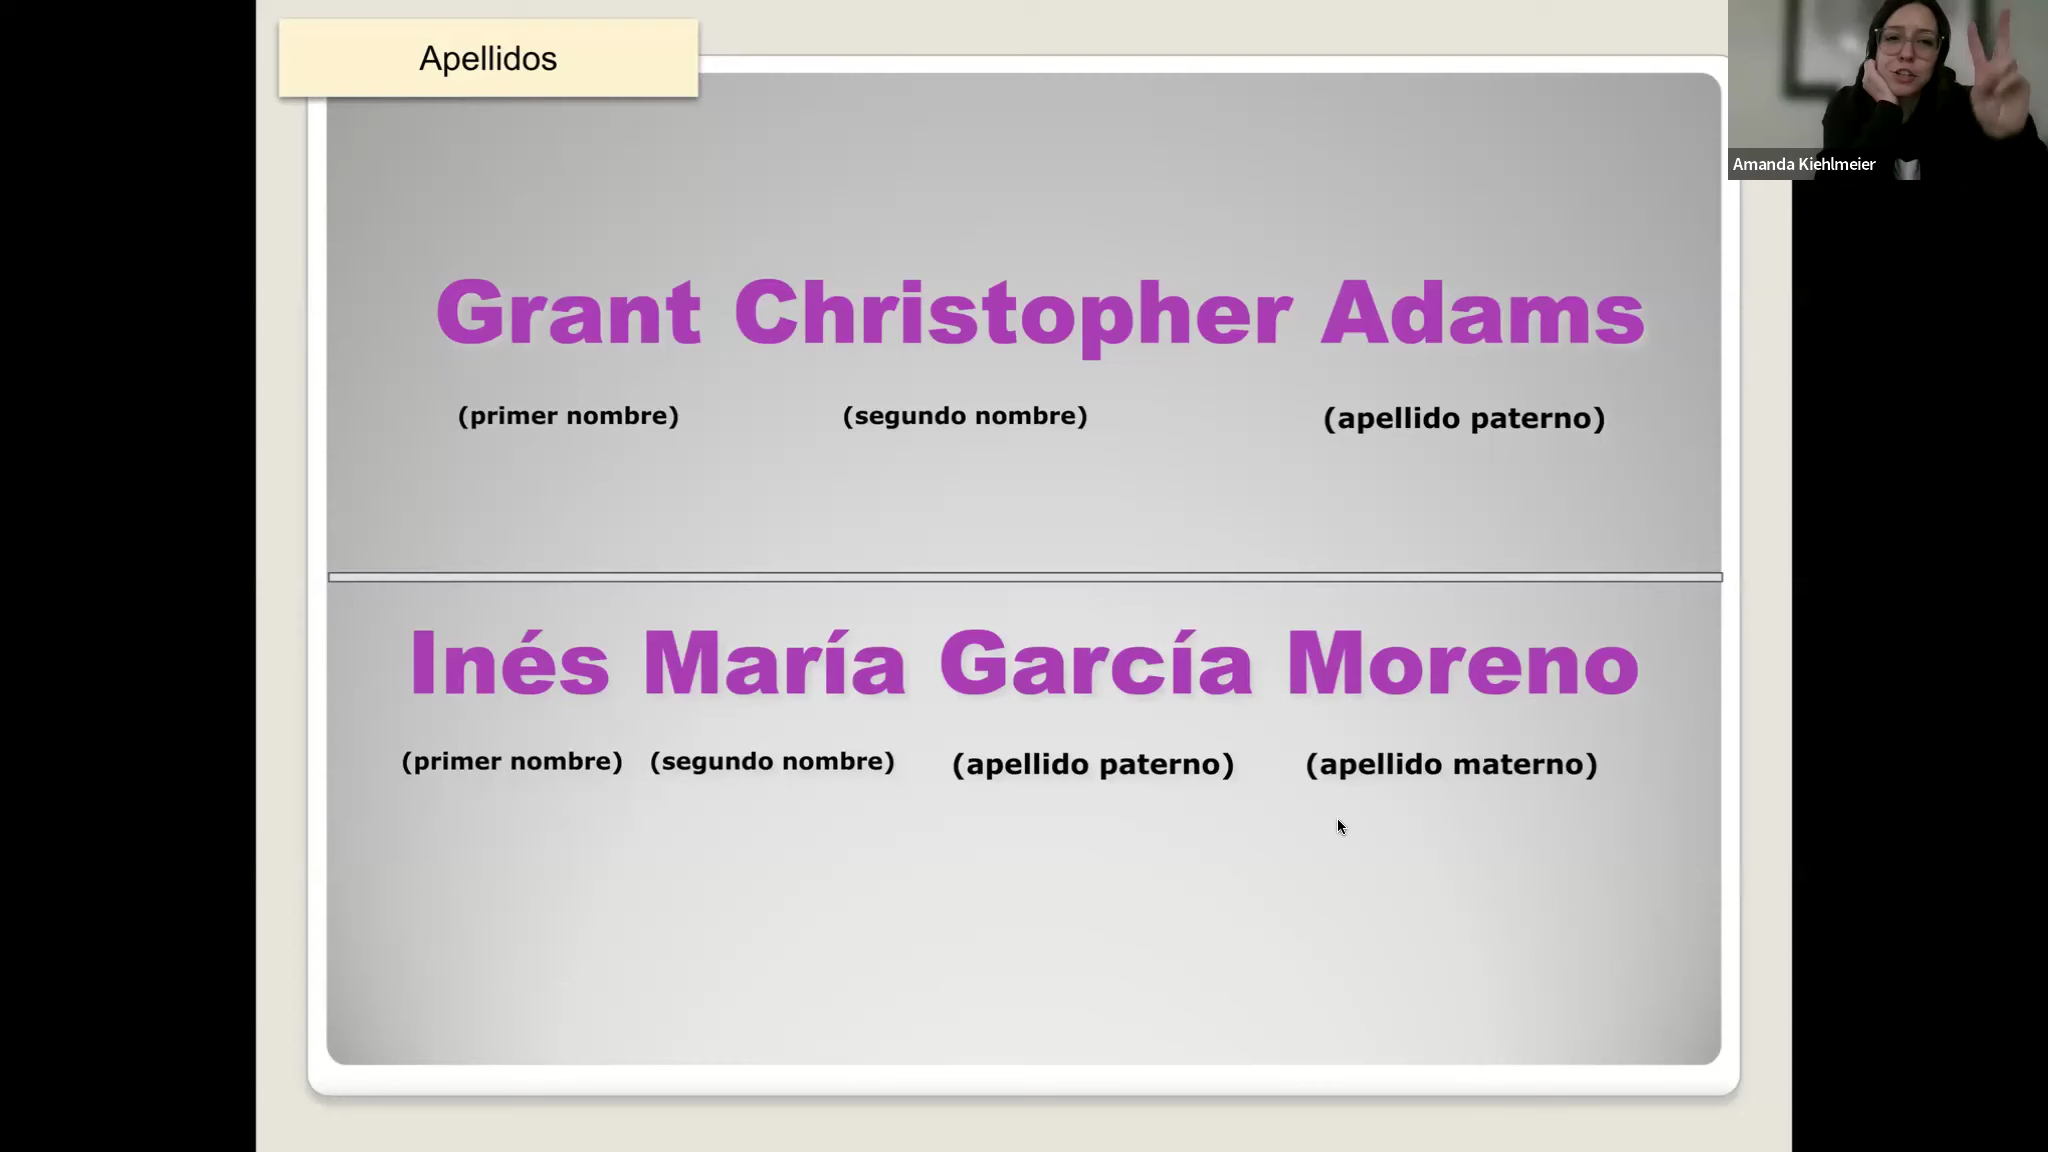 Apellidos
Amanda Kiehlmeier
Grant Christopher Adams
(primer nombre) (segundo nombre) (apellido paterno)
Inés María García Moreno
(primer nombre) (segundo nombre) (apellido paterno) (apellido materno)